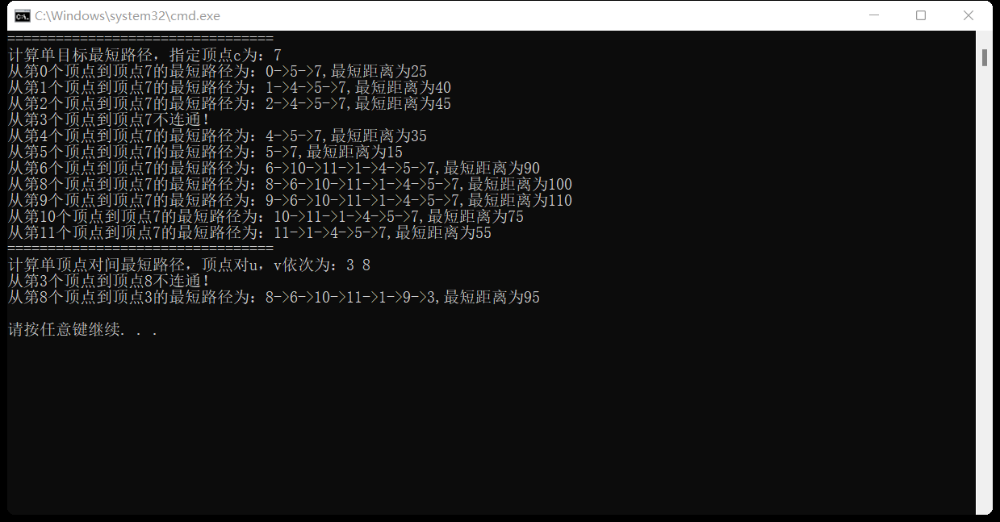 C:\Windows\system32\cmd.exe
=================================
计算单目标最短路径，指定顶点c为：7
从第0个顶点到顶点7的最短路径为：0->5->7,最短距离为25
从第1个顶点到顶点7的最短路径为：1->4->5->7,最短距离为40
从第2个顶点到顶点7的最短路径为：2->4->5->7,最短距离为45
从第3个顶点到顶点7不连通！
从第4个顶点到顶点7的最短路径为：4->5->7,最短距离为35
从第5个顶点到顶点7的最短路径为：5->7,最短距离为15
从第6个顶点到顶点7的最短路径为：6->10->11->1->4->5->7,最短距离为90
从第8个顶点到顶点7的最短路径为：8->6->10->11->1->4->5->7,最短距离为100
从第9个顶点到顶点7的最短路径为：9->6->10->11->1->4->5->7,最短距离为110
从第10个顶点到顶点7的最短路径为：10->11->1->4->5->7,最短距离为75
从第11个顶点到顶点7的最短路径为：11->1->4->5->7,最短距离为55
=================================
计算单顶点对间最短路径，顶点对u，v依次为：3 8
从第3个顶点到顶点8不连通！
从第8个顶点到顶点3的最短路径为：8->6->10->11->1->9->3,最短距离为95
请按任意键继续. . .